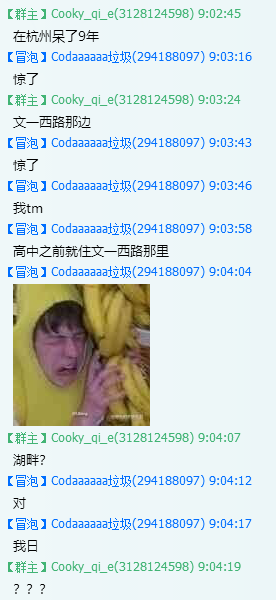 【群主】Cooky_qi_e(3128124598) 9:02:45
在杭州呆了9年
【冒泡】Codaaaaaa垃圾(294188097) 9:03:16
惊了
【群主】Cooky_qi_e(3128124598) 9:03:24
文一西路那边
【冒泡】Codaaaaaa垃圾(294188097) 9:03:43
惊了
【冒泡】Codaaaaaa垃圾(294188097) 9:03:46
我tm
【冒泡】Codaaaaaa垃圾(294188097) 9:03:58
高中之前就住文一西路那里
【冒泡】Codaaaaaa垃圾(294188097) 9:04:04
【群主】Cooky_qi_e(3128124598) 9:04:07
湖畔?
【冒泡】Codaaaaaa垃圾(294188097) 9:04:12
对
【冒泡】Codaaaaaa垃圾(294188097) 9:04:17
我日
【群主】Cooky_qi_e(3128124598) 9:04:19
？？？